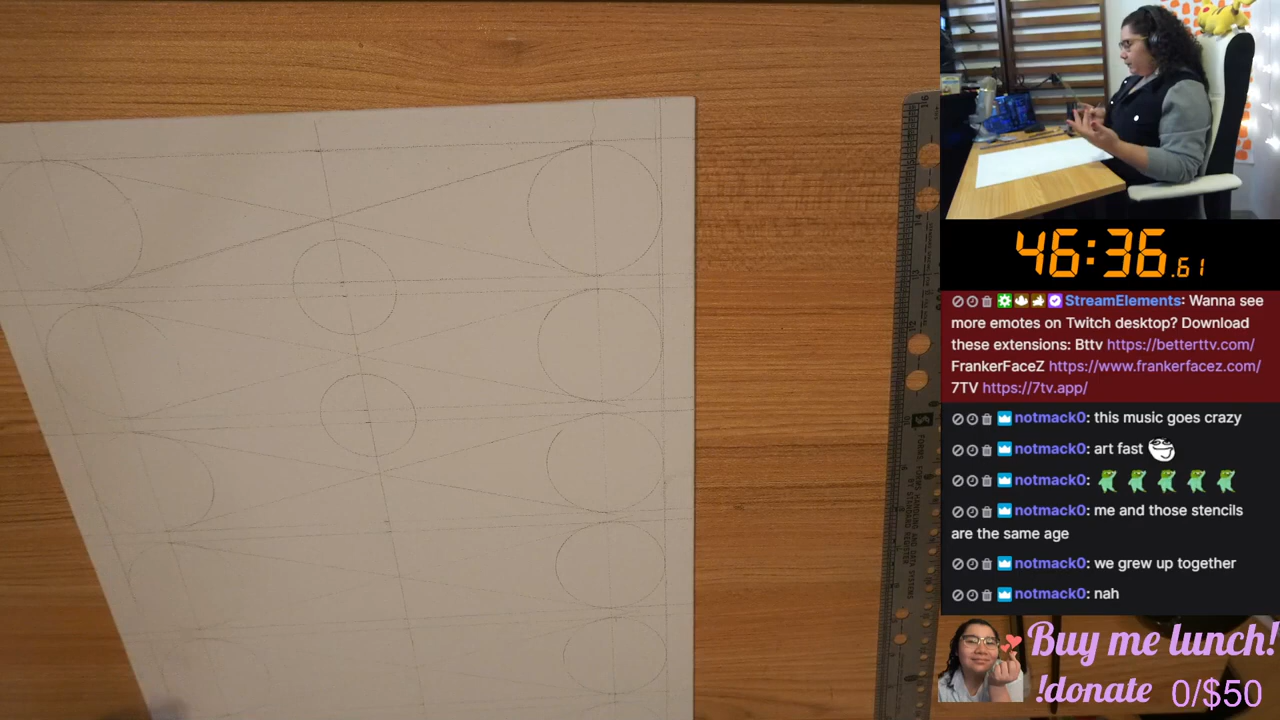 46:36.61
StreamElements: Wanna see
more emotes on Twitch desktop? Download
these extensions: Bttv https://betterttv.com/
FrankerFaceZ https://www.frankerfacez.com/
7TV https://7tv.app/
notmack0: this music goes crazy
notmack0: art fast
notmack0:
notmack0: me and those stencils
are the same age
notmack0: we grew up together
notmack0: nah
Buy me lunch!
!donate 0/$50